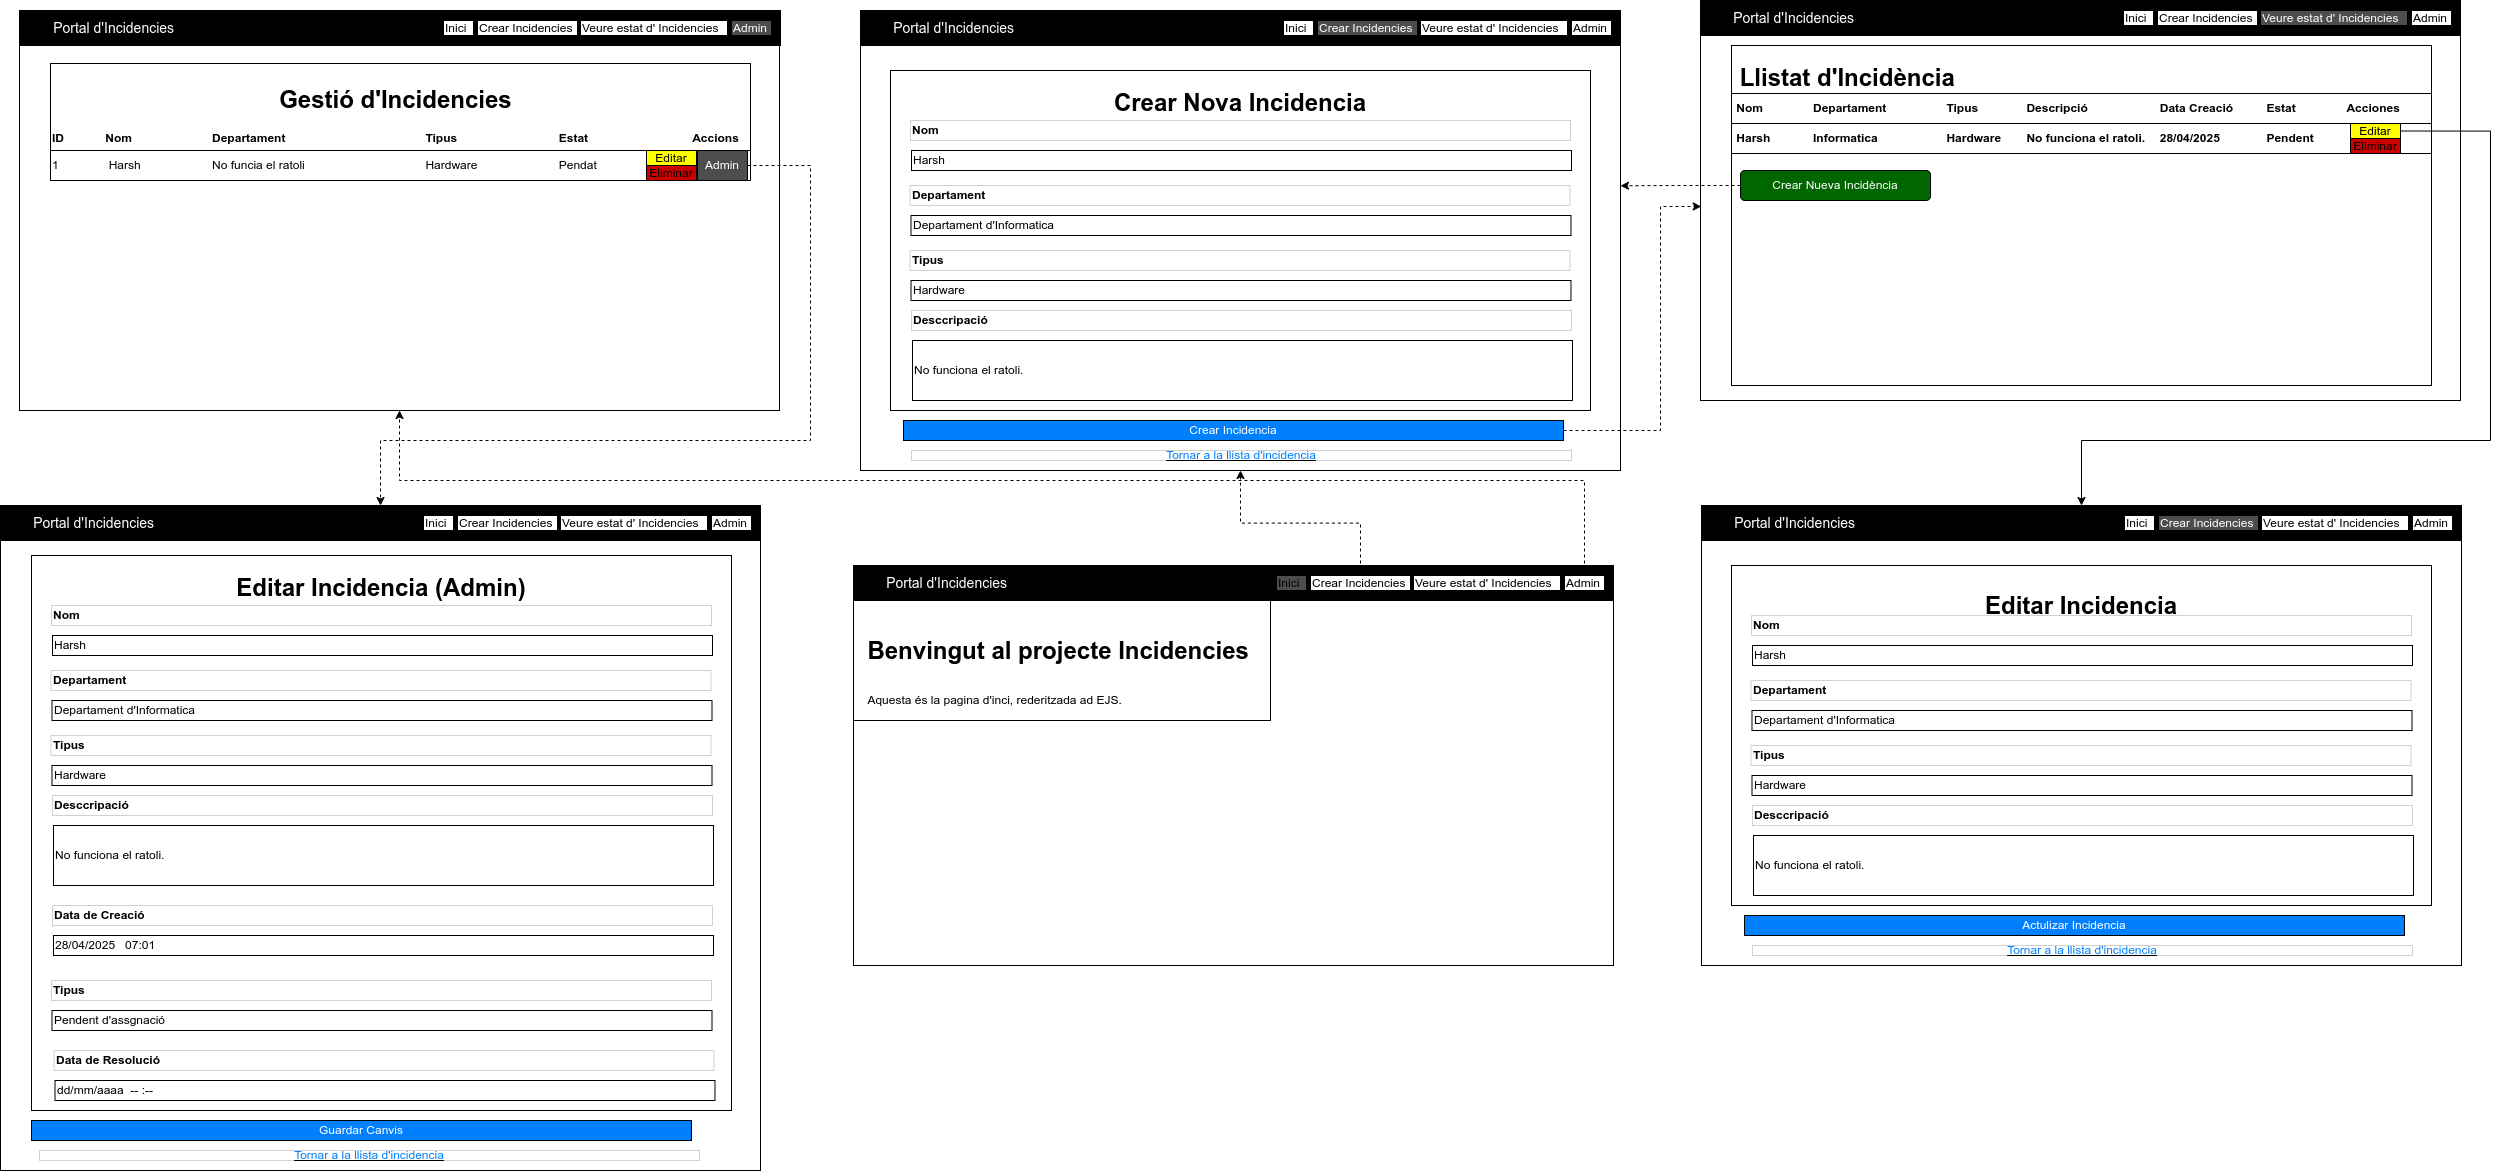 Portal d'Incidencies Inici Crear Incidencies Veure estat d' Incidencies Admin
Gestió d'Incidencies
ID Nom Departament Tipus Estat Accions
1 Harsh No funcia el ratoli Hardware Pendat Editar Eliminar Admin
Portal d'Incidencies Inici Crear Incidencies Veure estat d' Incidencies Admin
Crear Nova Incidencia
Nom
Harsh
Departament
Departament d'Informatica
Tipus
Hardware
Desccripació
No funciona el ratoli.
Crear Incidencia
Tornar a la llista d'incidencia
Portal d'Incidencies Inici Crear Incidencies Veure estat d' Incidencies Admin
Llistat d'Incidència
Nom Departament Tipus Descripció Data Creació Estat Acciones
Harsh Informatica Hardware No funciona el ratoli. 28/04/2025 Pendent Editar Eliminar
Crear Nueva Incidència
Portal d'Incidencies Inici Crear Incidencies Veure estat d' Incidencies Admin
Editar Incidencia (Admin)
Nom
Harsh
Departament
Departament d'Informatica
Tipus
Hardware
Desccripació
No funciona el ratoli.
Data de Creació
28/04/2025 07:01
Tipus
Pendent d'assgnació
Data de Resolució
dd/mm/aaaa -- :--
Guardar Canvis
Tornar a la llista d'incidencia
Portal d'Incidencies Inici Crear Incidencies Veure estat d' Incidencies Admin
Benvingut al projecte Incidencies
Aquesta és la pagina d'inci, rederitzada ad EJS.
Portal d'Incidencies Inici Crear Incidencies Veure estat d' Incidencies Admin
Editar Incidencia
Nom
Harsh
Departament
Departament d'Informatica
Tipus
Hardware
Desccripació
No funciona el ratoli.
Actulizar Incidencia
Tornar a la llista d'incidencia